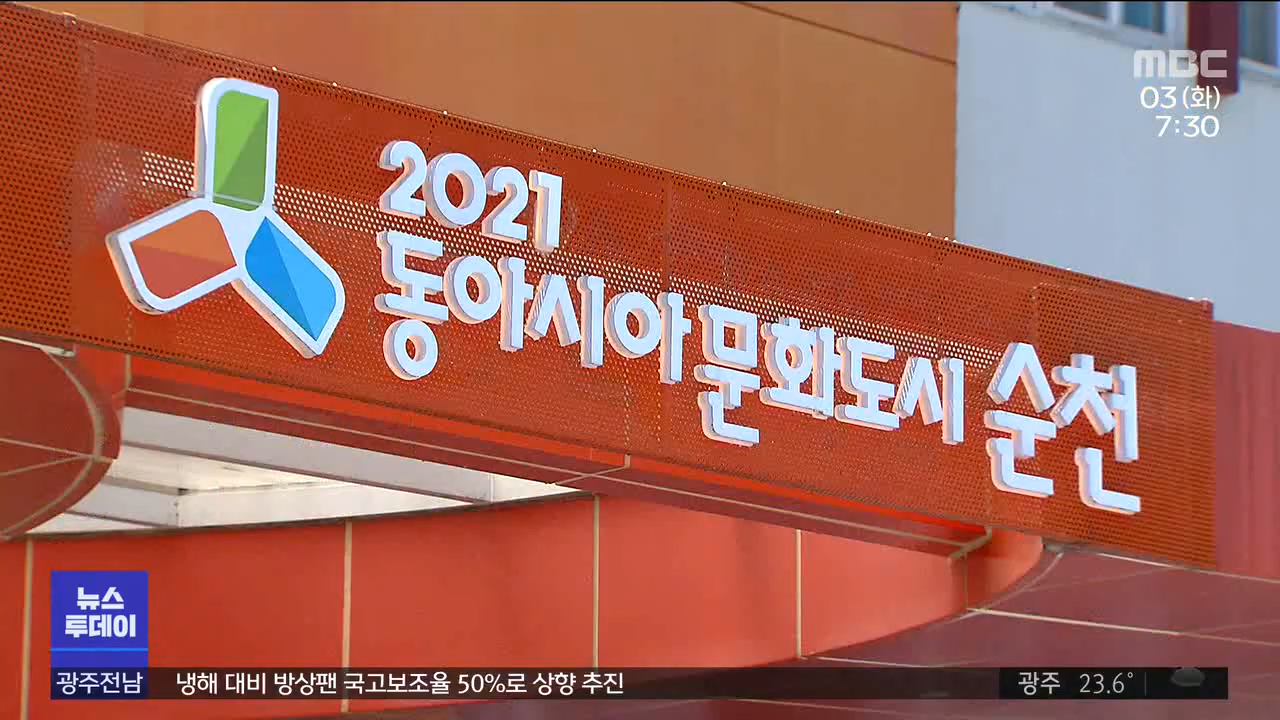 MBC
03(화)
7:30
2021
동아시아 문화도시 순천
뉴스
투데이
광주전남
냉해 대비 방상팬 국고보조율 50%로 상향 추진
광주 23.6°